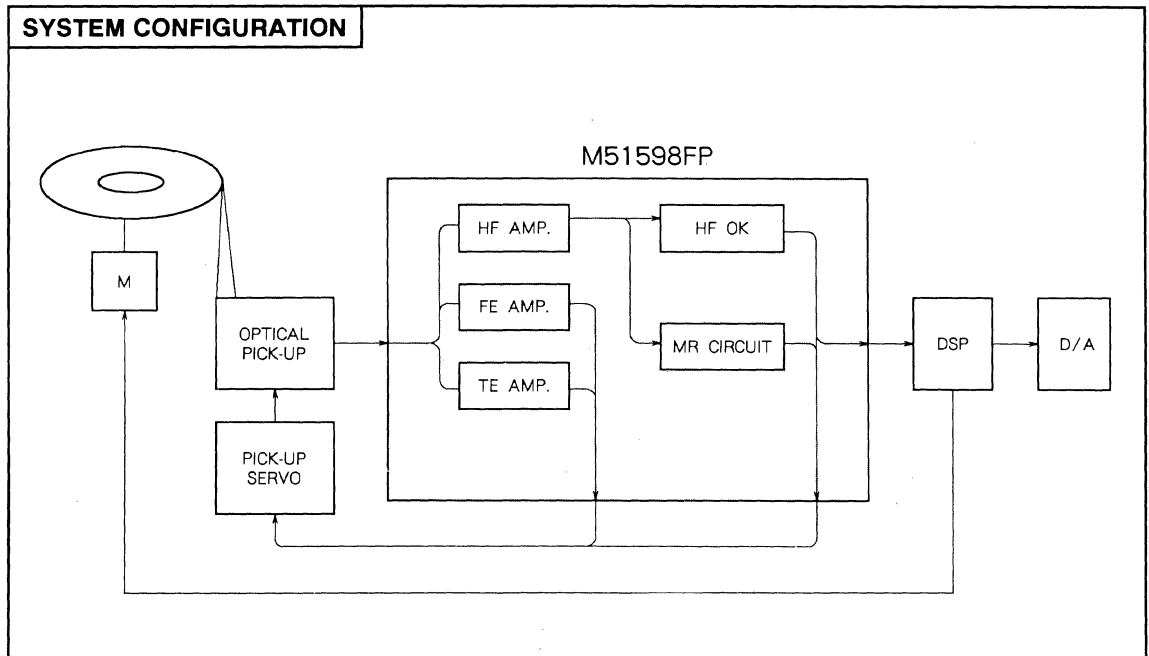 SYSTEM CONFIGURATION
M51598FP
HF AMP.
HF OK
M
FE AMP.
OPTICAL
PICK-UP
MR CIRCUIT
DSP
D/A
TE AMP.
PICK-UP
SERVO